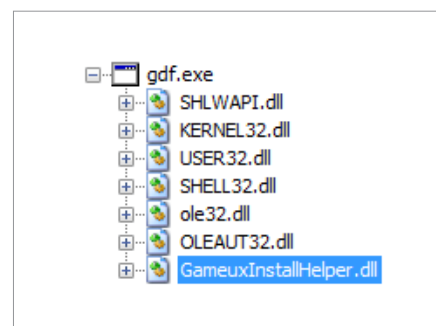 gdf.exe
SHLWAPI.dll
KERNEL32.dll
USER32.dll
SHELL32.dll
ole32.dll
OLEAUT32.dll
GameuxInstallHelper.dll